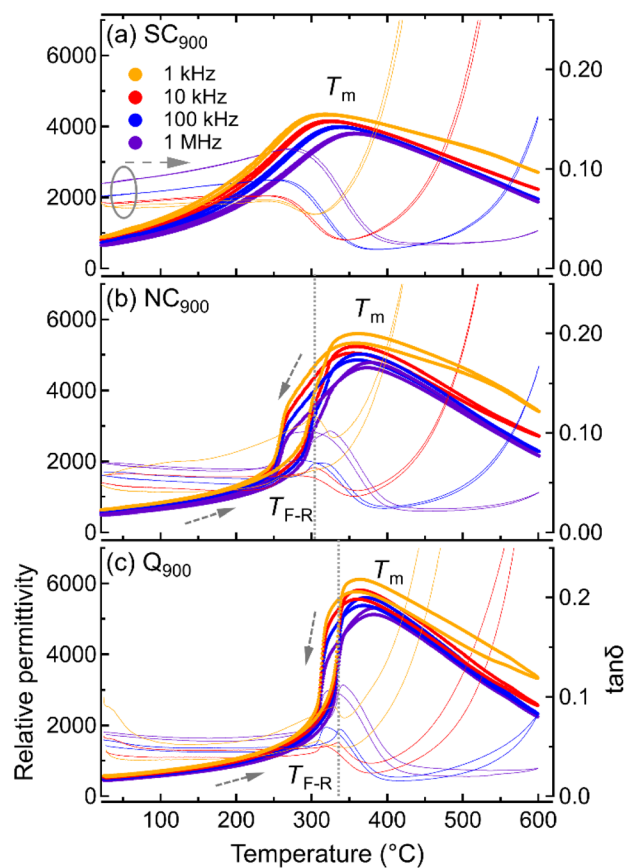 (a) SC900
1 kHz
10 kHz
100 kHz
1 MHz
Tm
6000
4000
2000
0
0.20
0.10
0.00
(b) NC900
Tm
TF-R
6000
4000
2000
0
0.20
0.10
0.00
(c) Q900
Tm
TF-R
6000
4000
2000
0
0.2
0.1
0.0
Relative permittivity
tanδ
100 200 300 400 500 600
Temperature (°C)